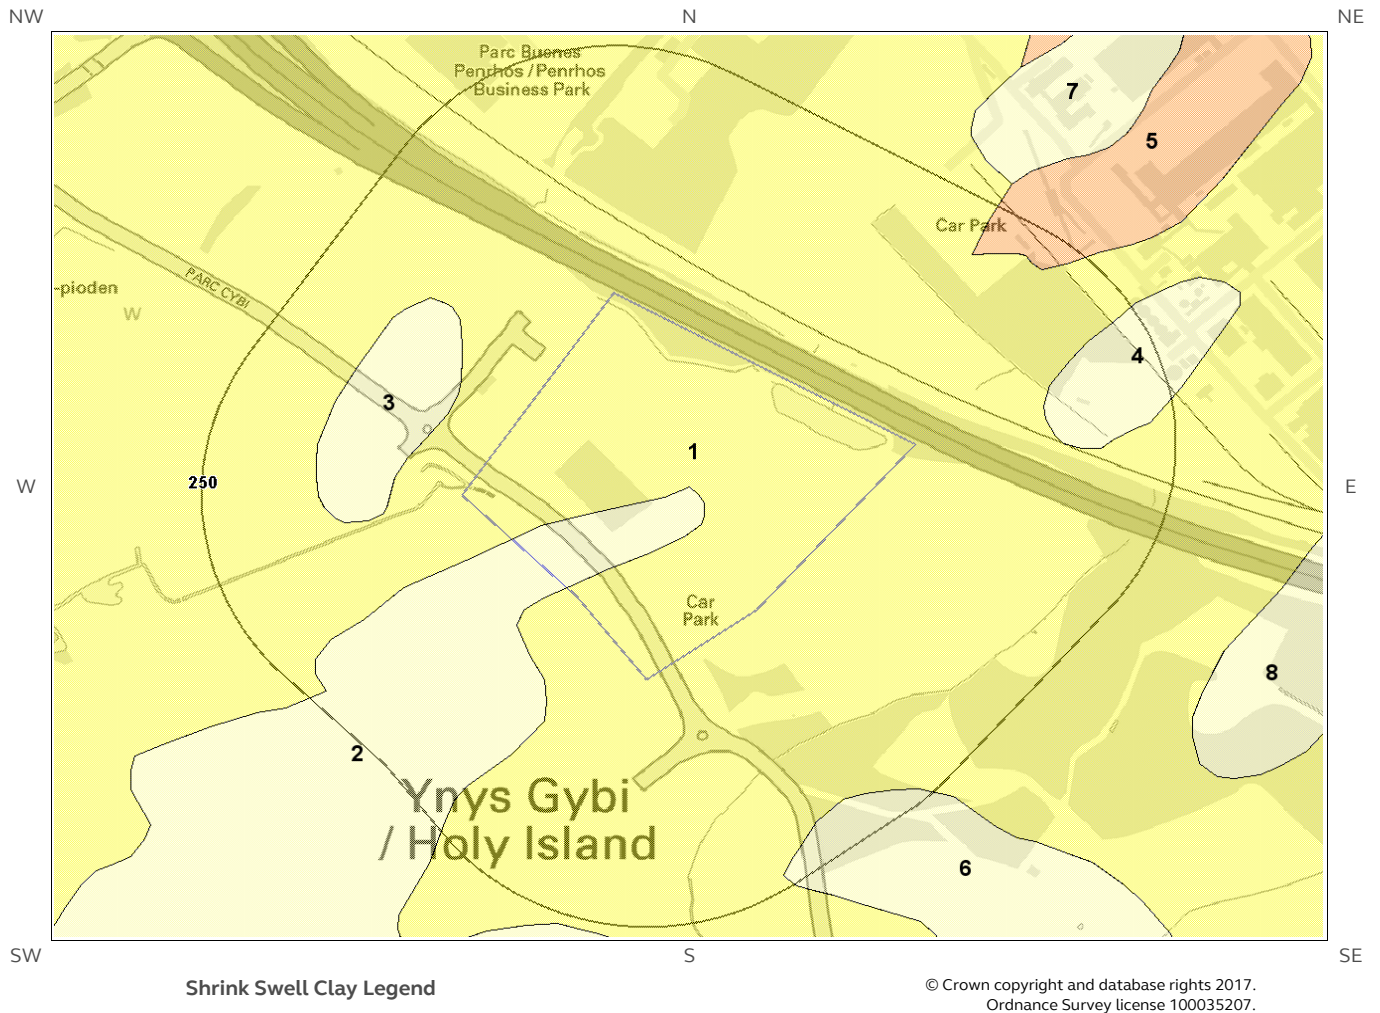 NW
N
NE
Parc Busnes
Penrhos / Penrhos
Business Park
7
5
Car Park
-pioden
W
PARC CYBI
4
3
1
W
250
E
Car
Park
8
2
Ynys Gybi
/ Holy Island
6
SW
S
SE
Shrink Swell Clay Legend
© Crown copyright and database rights 2017.
Ordnance Survey license 100035207.